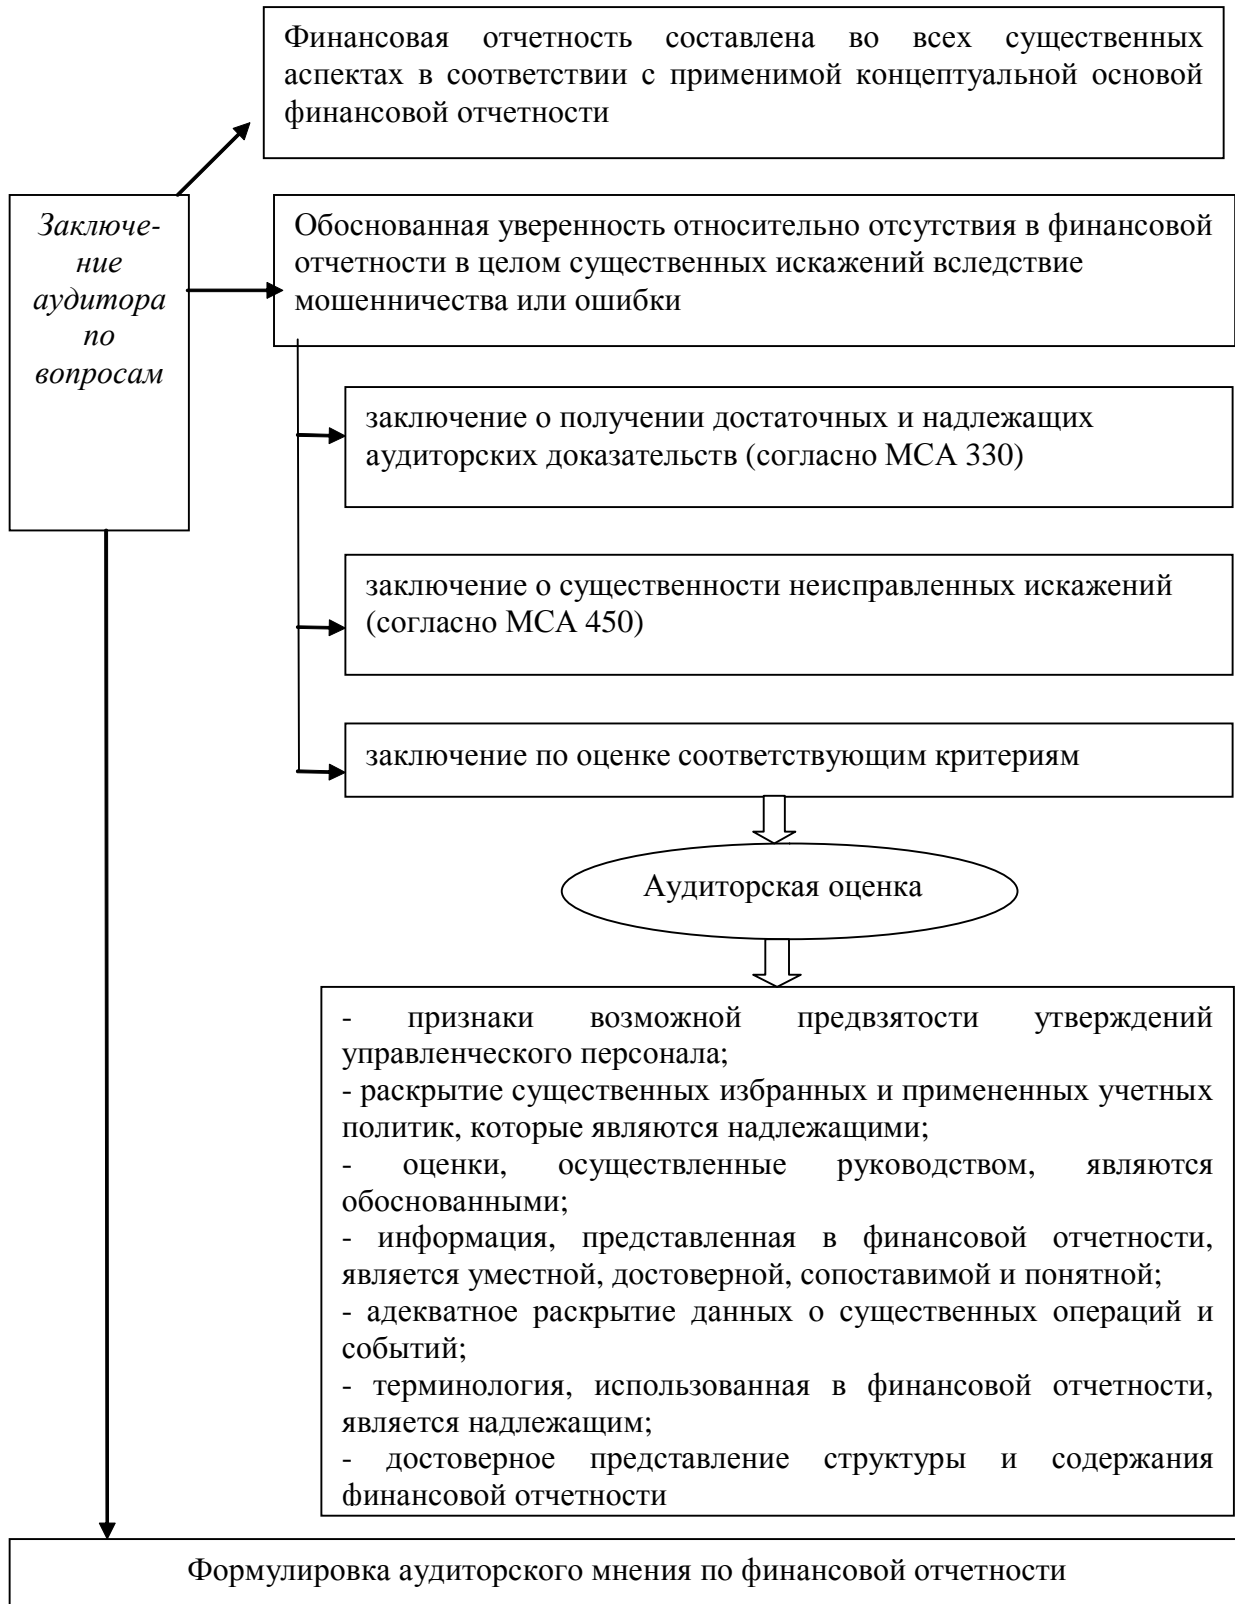 Финансовая отчетность составлена во всех существенных
аспектах в соответствии с применимой концептуальной основой
финансовой отчетности
Заключе-
ние
аудитора
по
вопросам
Обоснованная уверенность относительно отсутствия в финансовой
отчетности в целом существенных искажений вследствие
мошенничества или ошибки
заключение о получении достаточных и надлежащих
аудиторских доказательств (согласно МСА 330)
заключение о существенности неисправленных искажений
(согласно МСА 450)
заключение по оценке соответствующим критериям
Аудиторская оценка
- признаки возможной предвзятости утверждений
управленческого персонала;
- раскрытие существенных избранных и примененных учетных
политик, которые являются надлежащими;
- оценки, осуществленные руководством, являются
обоснованными;
- информация, представленная в финансовой отчетности,
является уместной, достоверной, сопоставимой и понятной;
- адекватное раскрытие данных о существенных операций и
событий;
- терминология, использованная в финансовой отчетности,
является надлежащим;
- достоверное представление структуры и содержания
финансовой отчетности
Формулировка аудиторского мнения по финансовой отчетности